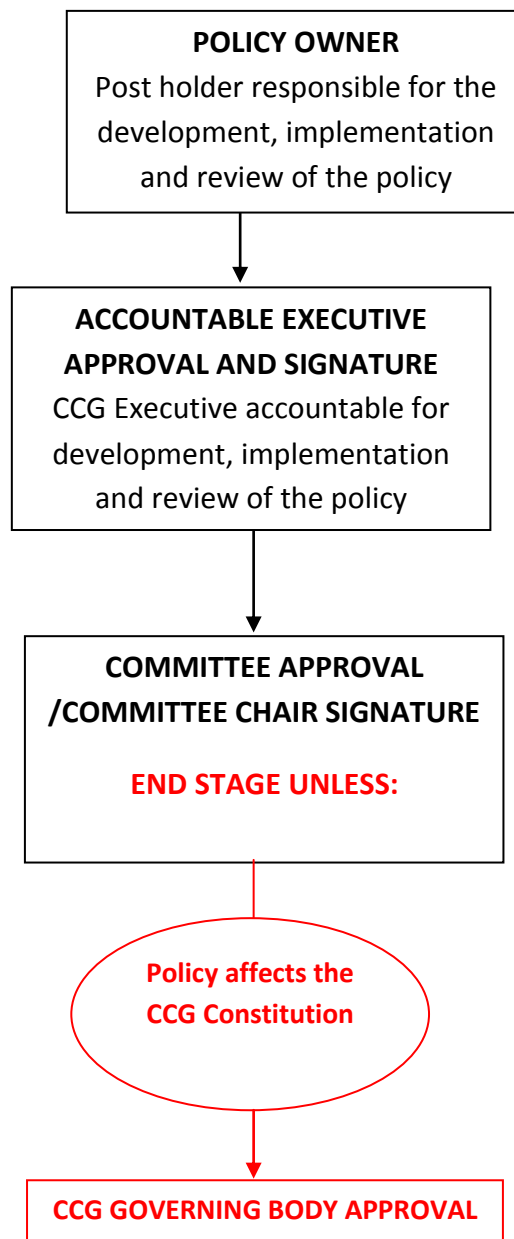 POLICY OWNER
Post holder responsible for the
development, implementation
and review of the policy
ACCOUNTABLE EXECUTIVE
APPROVAL AND SIGNATURE
CCG Executive accountable for
development, implementation
and review of the policy
COMMITTEE APPROVAL
/COMMITTEE CHAIR SIGNATURE
END STAGE UNLESS:
Policy affects the
CCG Constitution
CCG GOVERNING BODY APPROVAL